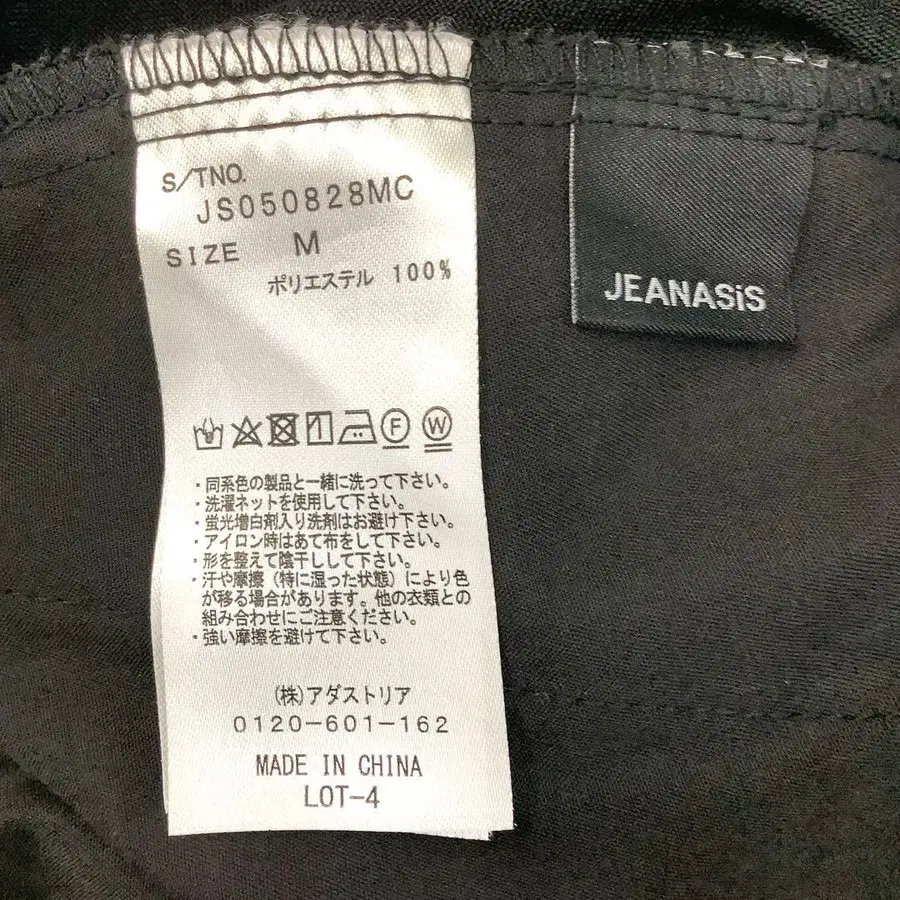 S/TNO.
JS050828MC
SIZE M
ポリエステル 100%
F W
・同系色の製品と一緒に洗って下さい。
・洗濯ネットを使用して下さい。
・蛍光増白剤入り洗剤はお避け下さい。
・アイロン時はあて布をして下さい。
・形を整えて陰干しして下さい。
・汗や摩擦（特に湿った状態）により色
が移る場合があります。他の衣類との
組み合わせにご注意ください。
・強い摩擦を避けて下さい。
(株)アダストリア
0120-601-162
MADE IN CHINA
LOT-4
JEANASiS